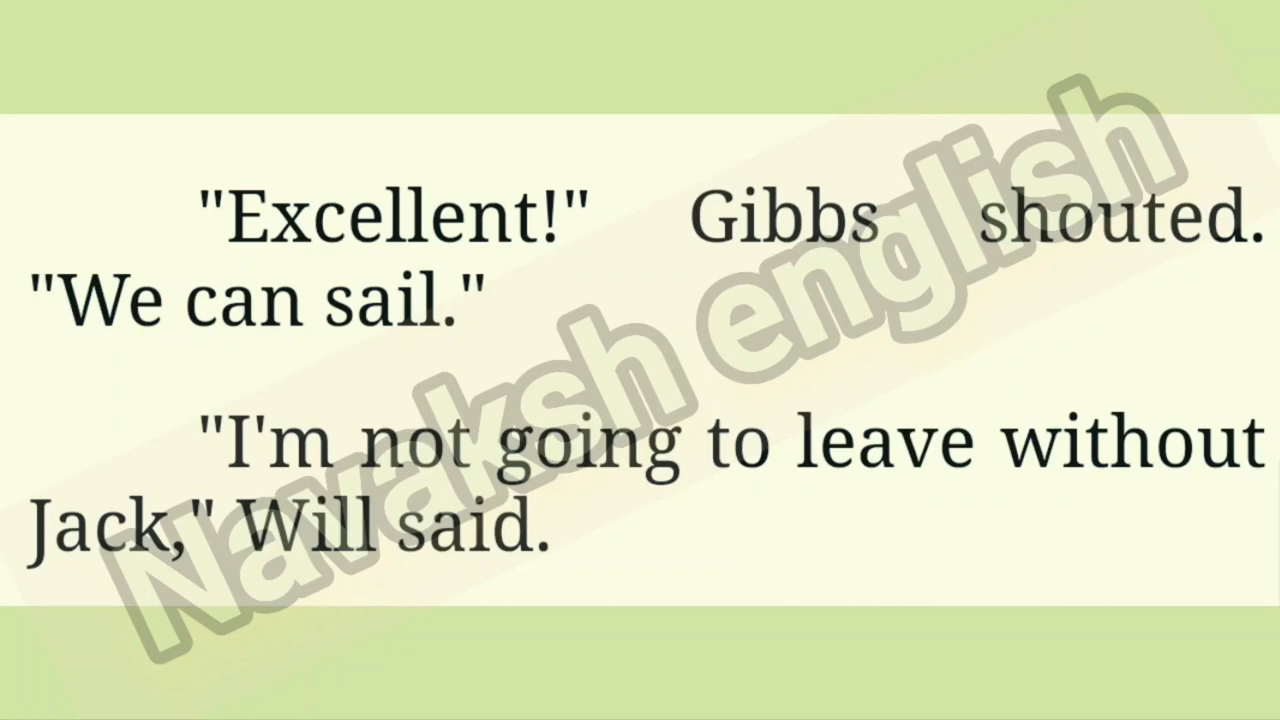 "Excellent!" Gibbs shouted.
"We can sail."
"I'm not going to leave without
Jack," Will said.
Navaksh english